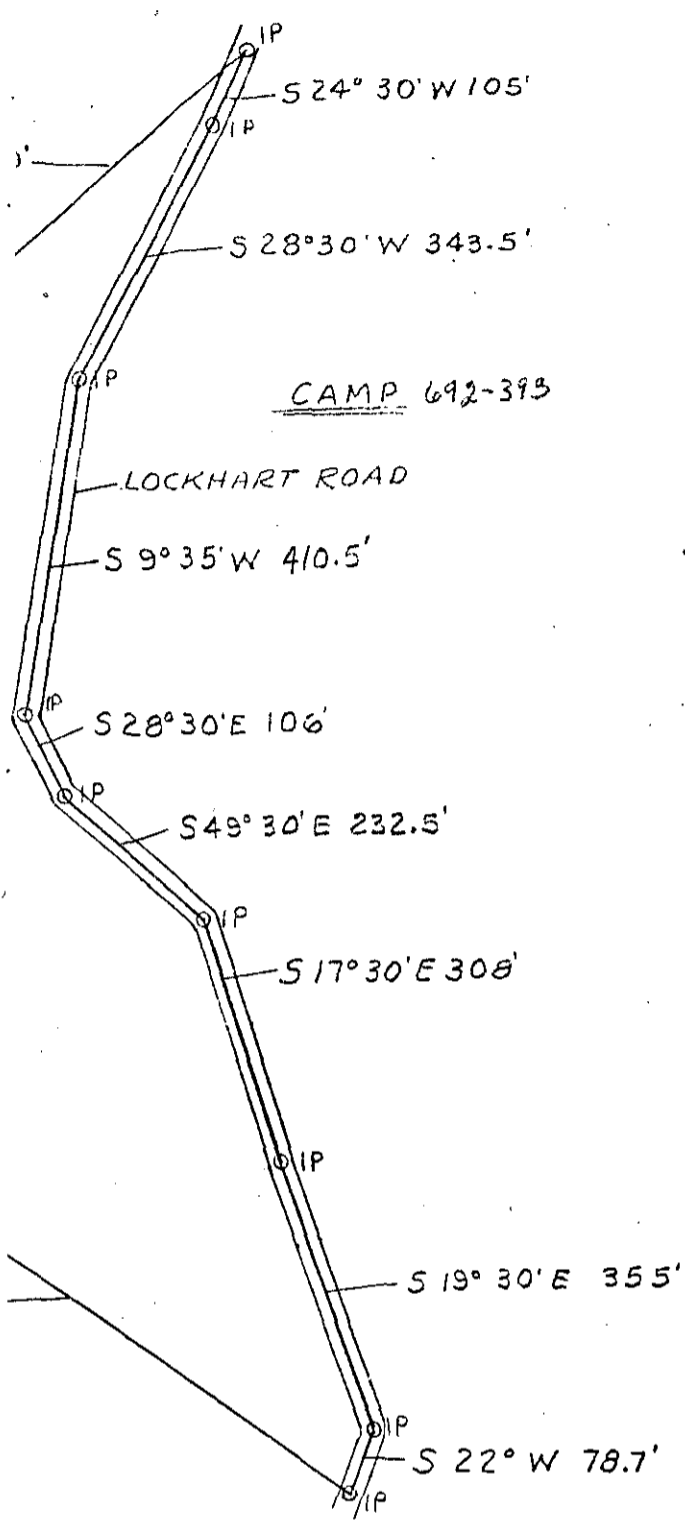 IP
S 24° 30' W 105'
IP
'
S 28° 30' W 343.5'
IP
CAMP 692-393
LOCKHART ROAD
S 9° 35' W 410.5'
IP
S 28° 30' E 106'
IP
S 49° 30' E 232.5'
IP
S 17° 30' E 308'
IP
S 19° 30' E 355'
IP
S 22° W 78.7'
IP